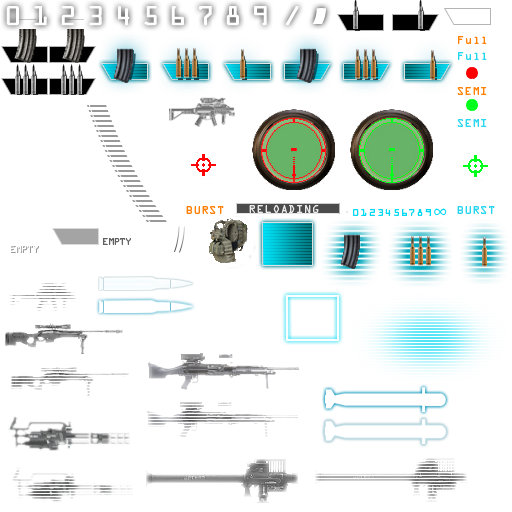 0 1 2 3 4 5 6 7 8 9 /
Full
Full
SEMI
SEMI
BURST
RELOADING
0123456789∞
BURST
EMPTY
EMPTY